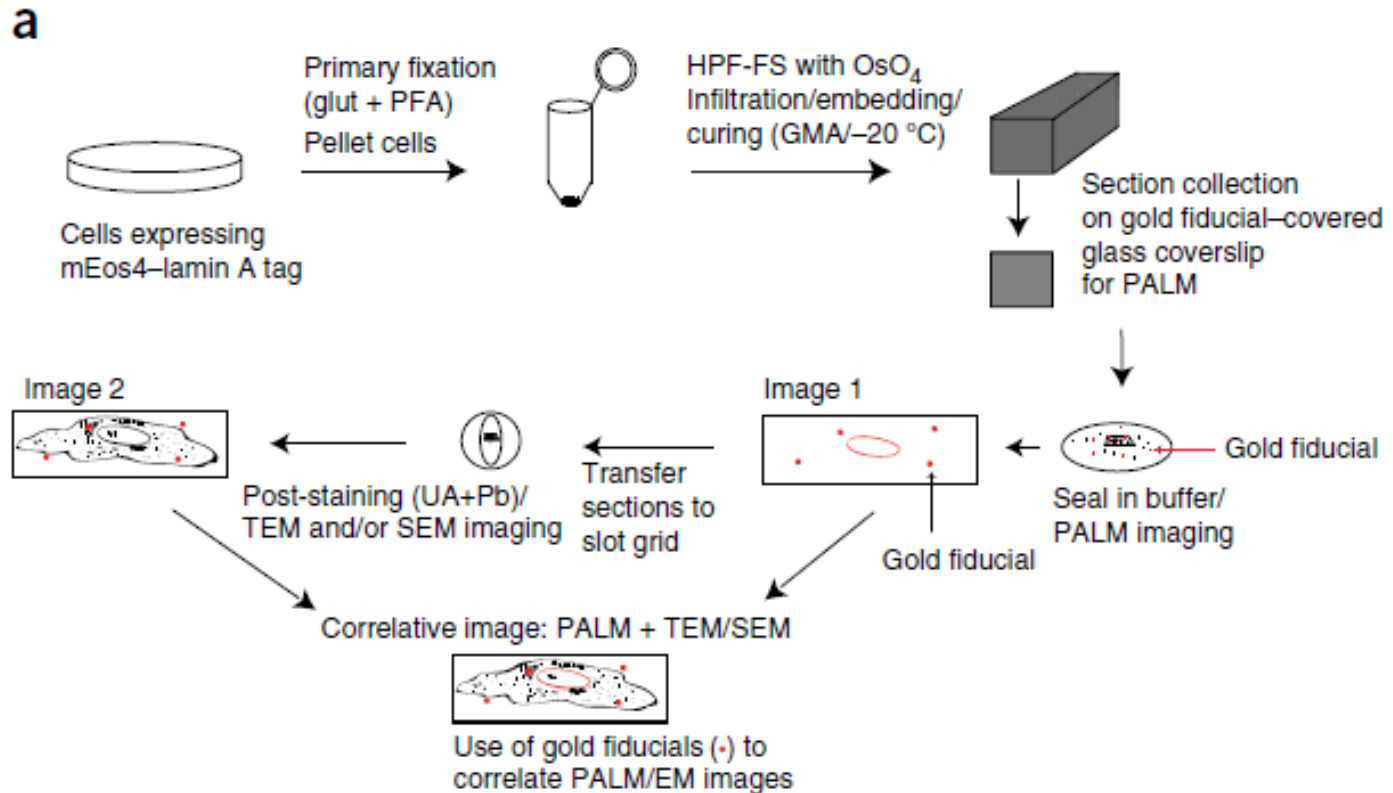 a
Primary fixation
(glut + PFA)
Pellet cells
HPF-FS with OsO4
Infiltration/embedding/
curing (GMA/–20 °C)
Cells expressing
mEos4–lamin A tag
Section collection
on gold fiducial–covered
glass coverslip
for PALM
Image 2
Image 1
Gold fiducial
Seal in buffer/
PALM imaging
Transfer
sections to
slot grid
Post-staining (UA+Pb)/
TEM and/or SEM imaging
Gold fiducial
Correlative image: PALM + TEM/SEM
Use of gold fiducials (•) to
correlate PALM/EM images